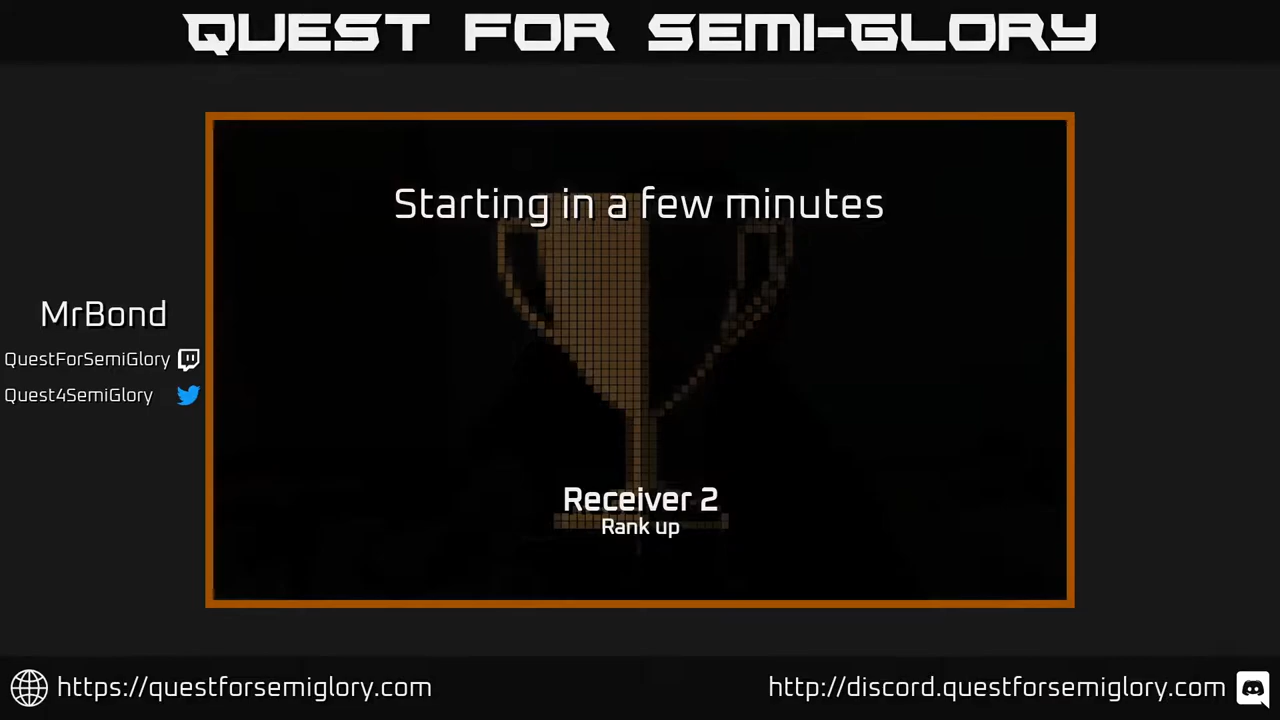 QUEST FOR SEMI-GLORY
Starting in a few minutes
MrBond
QuestForSemiGlory
Quest4SemiGlory
Receiver 2
Rank up
https://questforsemiglory.com
http://discord.questforsemiglory.com